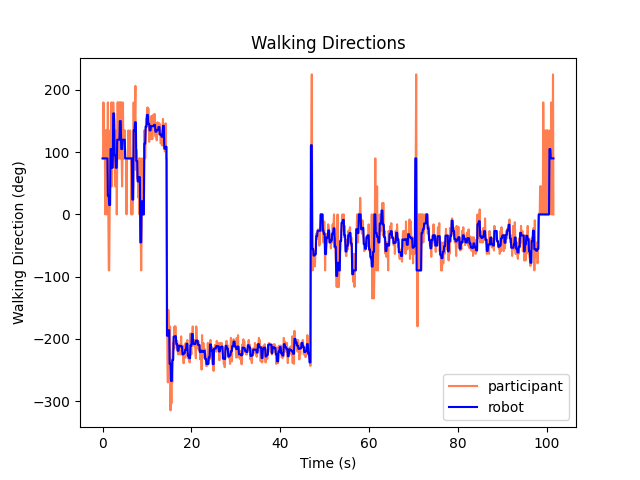 Walking Directions
Walking Direction (deg)
200
100
0
−100
−200
−300
0
20
40
60
80
100
Time (s)
participant
robot